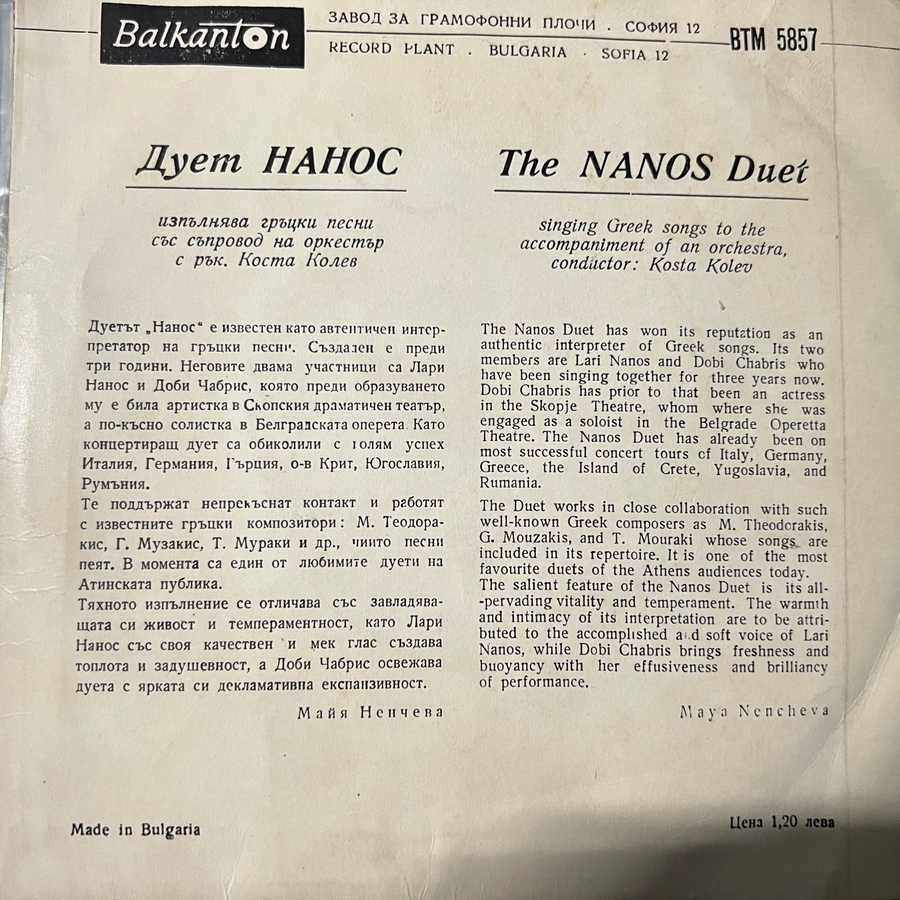 Balkanton
ЗАВОД ЗА ГРАМОФОННИ ПЛОЧИ . СОФИЯ 12
RECORD PLANT . BULGARIA . SOFIA 12
ВТМ 5857
Дует НАНОС
изпълнява гръцки песни
със съпровод на оркестър
с рък. Коста Колев
Дуетът „Нанос“ е известен като автентичен интер-
претатор на гръцки песни. Създаден е преди
три години. Неговите двама участници са Лари
Нанос и Доби Чабрис, която преди образуването
му е била артистка в Скопския драматичен театър,
а по-късно солистка в Белградската оперета. Като
концертиращ дует са обиколили с голям успех
Италия, Германия, Гърция, о-в Крит, Югославия,
Румъния.
Те поддържат непрекъснат контакт и работят
с известните гръцки композитори: М. Теодора-
кис, Г. Музакис, Т. Мураки и др., чиито песни
пеят. В момента са един от любимите дуети на
Атинската публика.
Тяхното изпълнение се отличава със завладява-
щата си живост и темпераментност, като Лари
Нанос със своя качествен и мек глас създава
топлота и задушевност, а Доби Чабрис освежава
дуета с ярката си декламативна експанзивност.
Майя Ненчева
The NANOS Duet
singing Greek songs to the
accompaniment of an orchestra,
conductor: Kosta Kolev
The Nanos Duet has won its reputation as an
authentic interpreter of Greek songs. Its two
members are Lari Nanos and Dobi Chabris who
have been singing together for three years now.
Dobi Chabris has prior to that been an actress
in the Skopje Theatre, whom where she was
engaged as a soloist in the Belgrade Operetta
Theatre. The Nanos Duet has already been on
most successful concert tours of Italy, Germany,
Greece, the Island of Crete, Yugoslavia, and
Rumania.
The Duet works in close collaboration with such
well-known Greek composers as M. Theodorakis,
G. Mouzakis, and T. Mouraki whose songs are
included in its repertoire. It is one of the most
favourite duets of the Athens audiences today.
The salient feature of the Nanos Duet is its all-
-pervading vitality and temperament. The warmth
and intimacy of its interpretation are to be attri-
buted to the accomplished and soft voice of Lari
Nanos, while Dobi Chabris brings freshness and
buoyancy with her effusiveness and brilliancy
of performance.
Maya Nencheva
Made in Bulgaria
Цена 1,20 лева